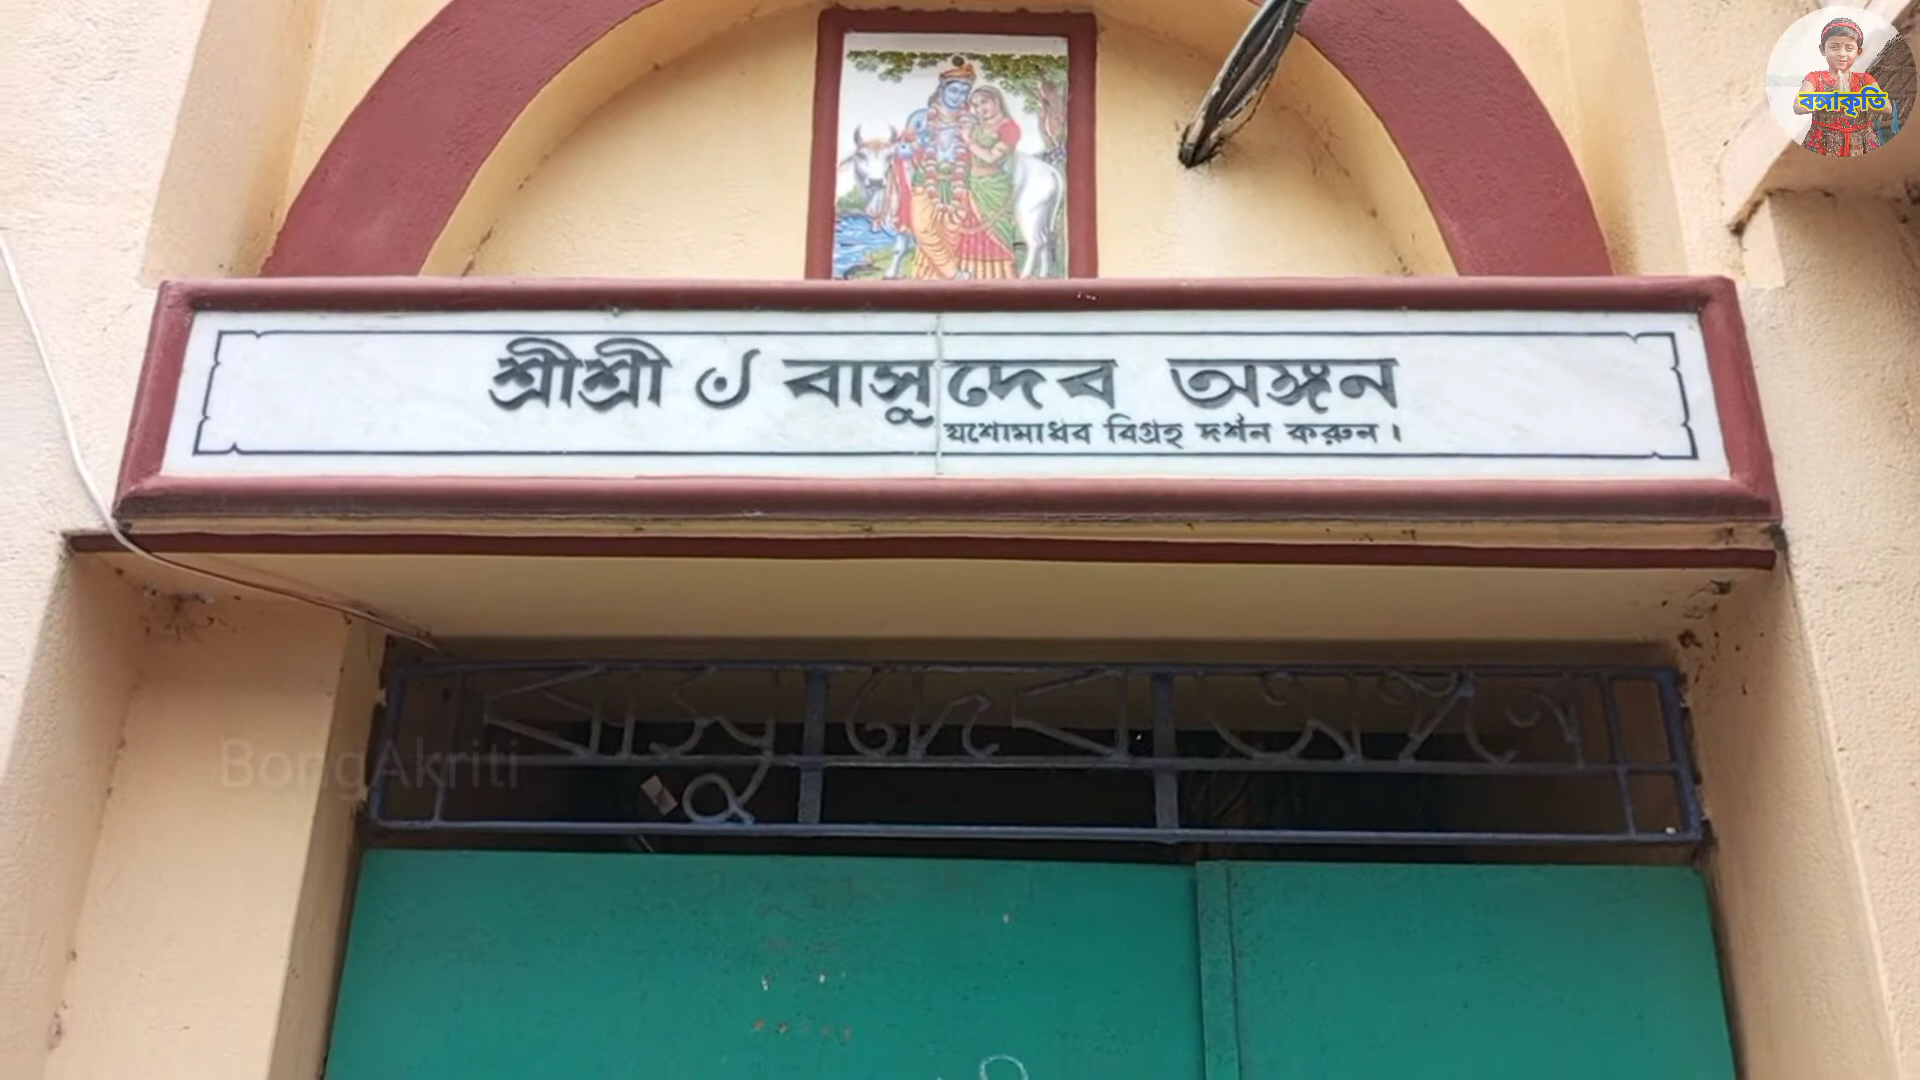 বঙ্গাকৃতি
শ্রীশ্রী ৺ বাসুদেব অঙ্গন
যশোমাধব বিগ্রহ দর্শন করুন।
বাসু দেব অঙ্গন
BongAkriti